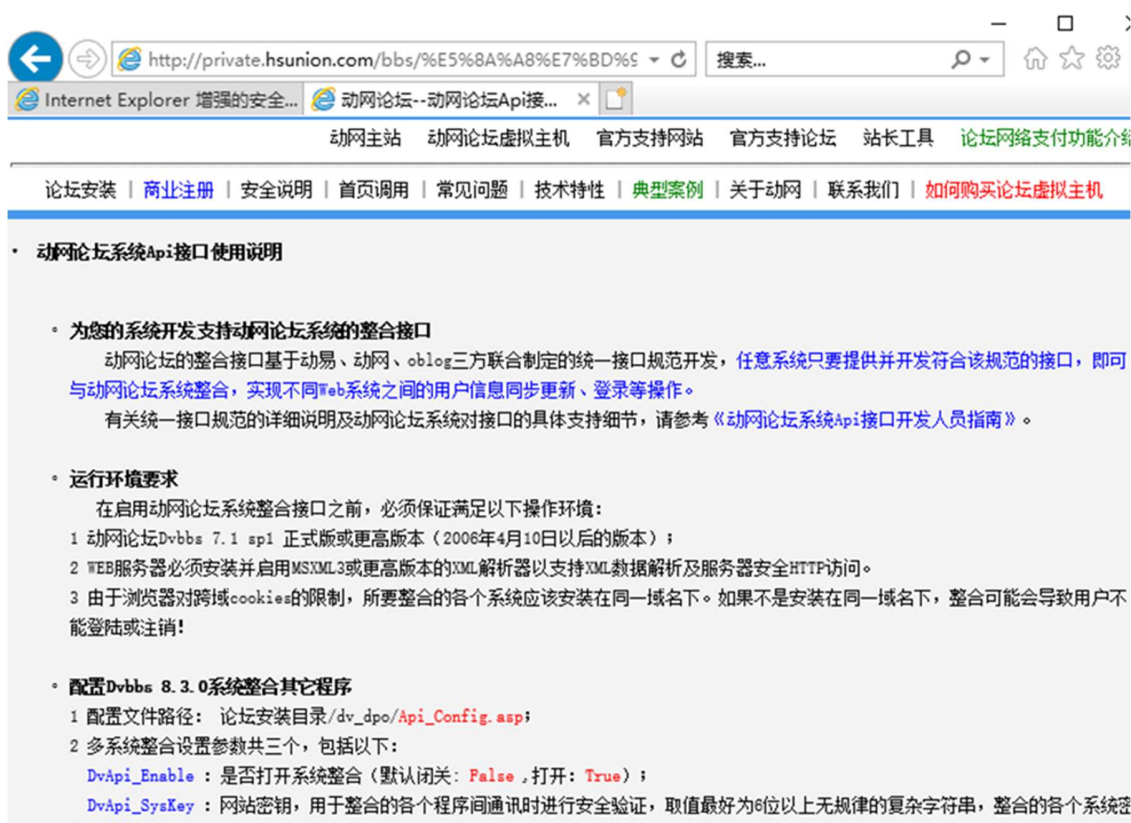 http://private.hsunion.com/bbs/%E5%8A%A8%E7%BD%9 搜索...
Internet Explorer 增强的安全... 动网论坛--动网论坛Api接...
动网主站 动网论坛虚拟主机 官方支持网站 官方支持论坛 站长工具 论坛网络支付功能介绍
论坛安装 | 商业注册 | 安全说明 | 首页调用 | 常见问题 | 技术特性 | 典型案例 | 关于动网 | 联系我们 | 如何购买论坛虚拟主机
· 动网论坛系统Api接口使用说明
为您的系统开发支持动网论坛系统的整合接口
动网论坛的整合接口基于动易、动网、oblog三方联合制定的统一接口规范开发，任意系统只要提供并开发符合该规范的接口，即可
与动网论坛系统整合，实现不同Web系统之间的用户信息同步更新、登录等操作。
有关统一接口规范的详细说明及动网论坛系统对接口的具体支持细节，请参考《动网论坛系统Api接口开发人员指南》。
运行环境要求
在启用动网论坛系统整合接口之前，必须保证满足以下操作环境：
1 动网论坛Dvbbs 7.1 sp1 正式版或更高版本（2006年4月10日以后的版本）；
2 WEB服务器必须安装并启用MSXML3或更高版本的XML解析器以支持XML数据解析及服务器安全HTTP访问。
3 由于浏览器对跨域cookies的限制，所要整合的各个系统应该安装在同一域名下。如果不是安装在同一域名下，整合可能会导致用户不
能登陆或注销！
配置Dvbbs 8.3.0系统整合其它程序
1 配置文件路径： 论坛安装目录/dv_dpo/Api_Config.asp；
2 多系统整合设置参数共三个，包括以下：
DvApi_Enable ：是否打开系统整合（默认闭关：False ,打开：True）；
DvApi_SysKey ：网站密钥，用于整合的各个程序间通讯时进行安全验证，取值最好为6位以上无规律的复杂字符串，整合的各个系统密